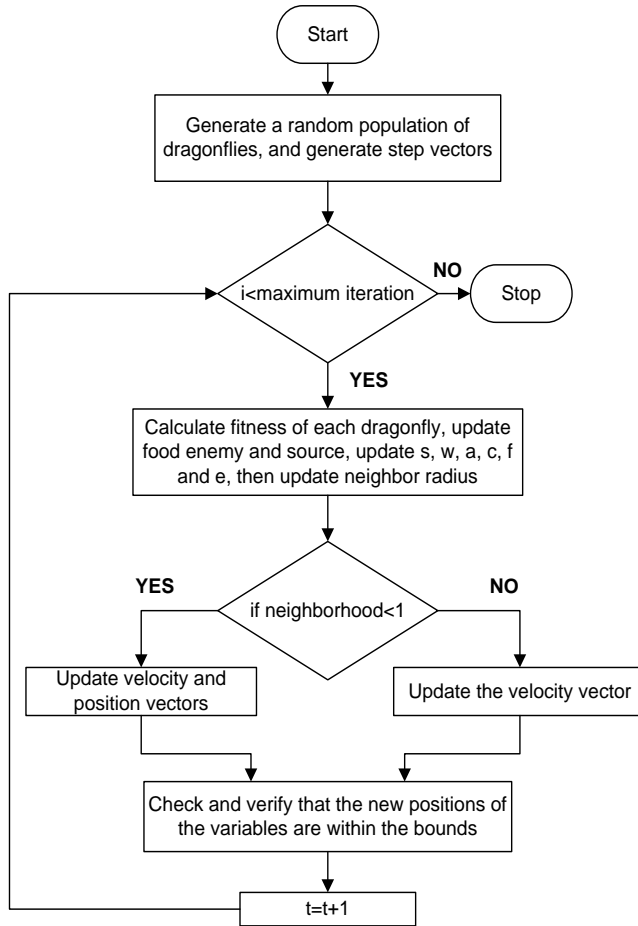 Start
Generate a random population of
dragonflies, and generate step vectors
NO
i<maximum iteration
Stop
YES
Calculate fitness of each dragonfly, update
food enemy and source, update s, w, a, c, f
and e, then update neighbor radius
YES
NO
if neighborhood<1
Update velocity and
position vectors
Update the velocity vector
Check and verify that the new positions of
the variables are within the bounds
t=t+1